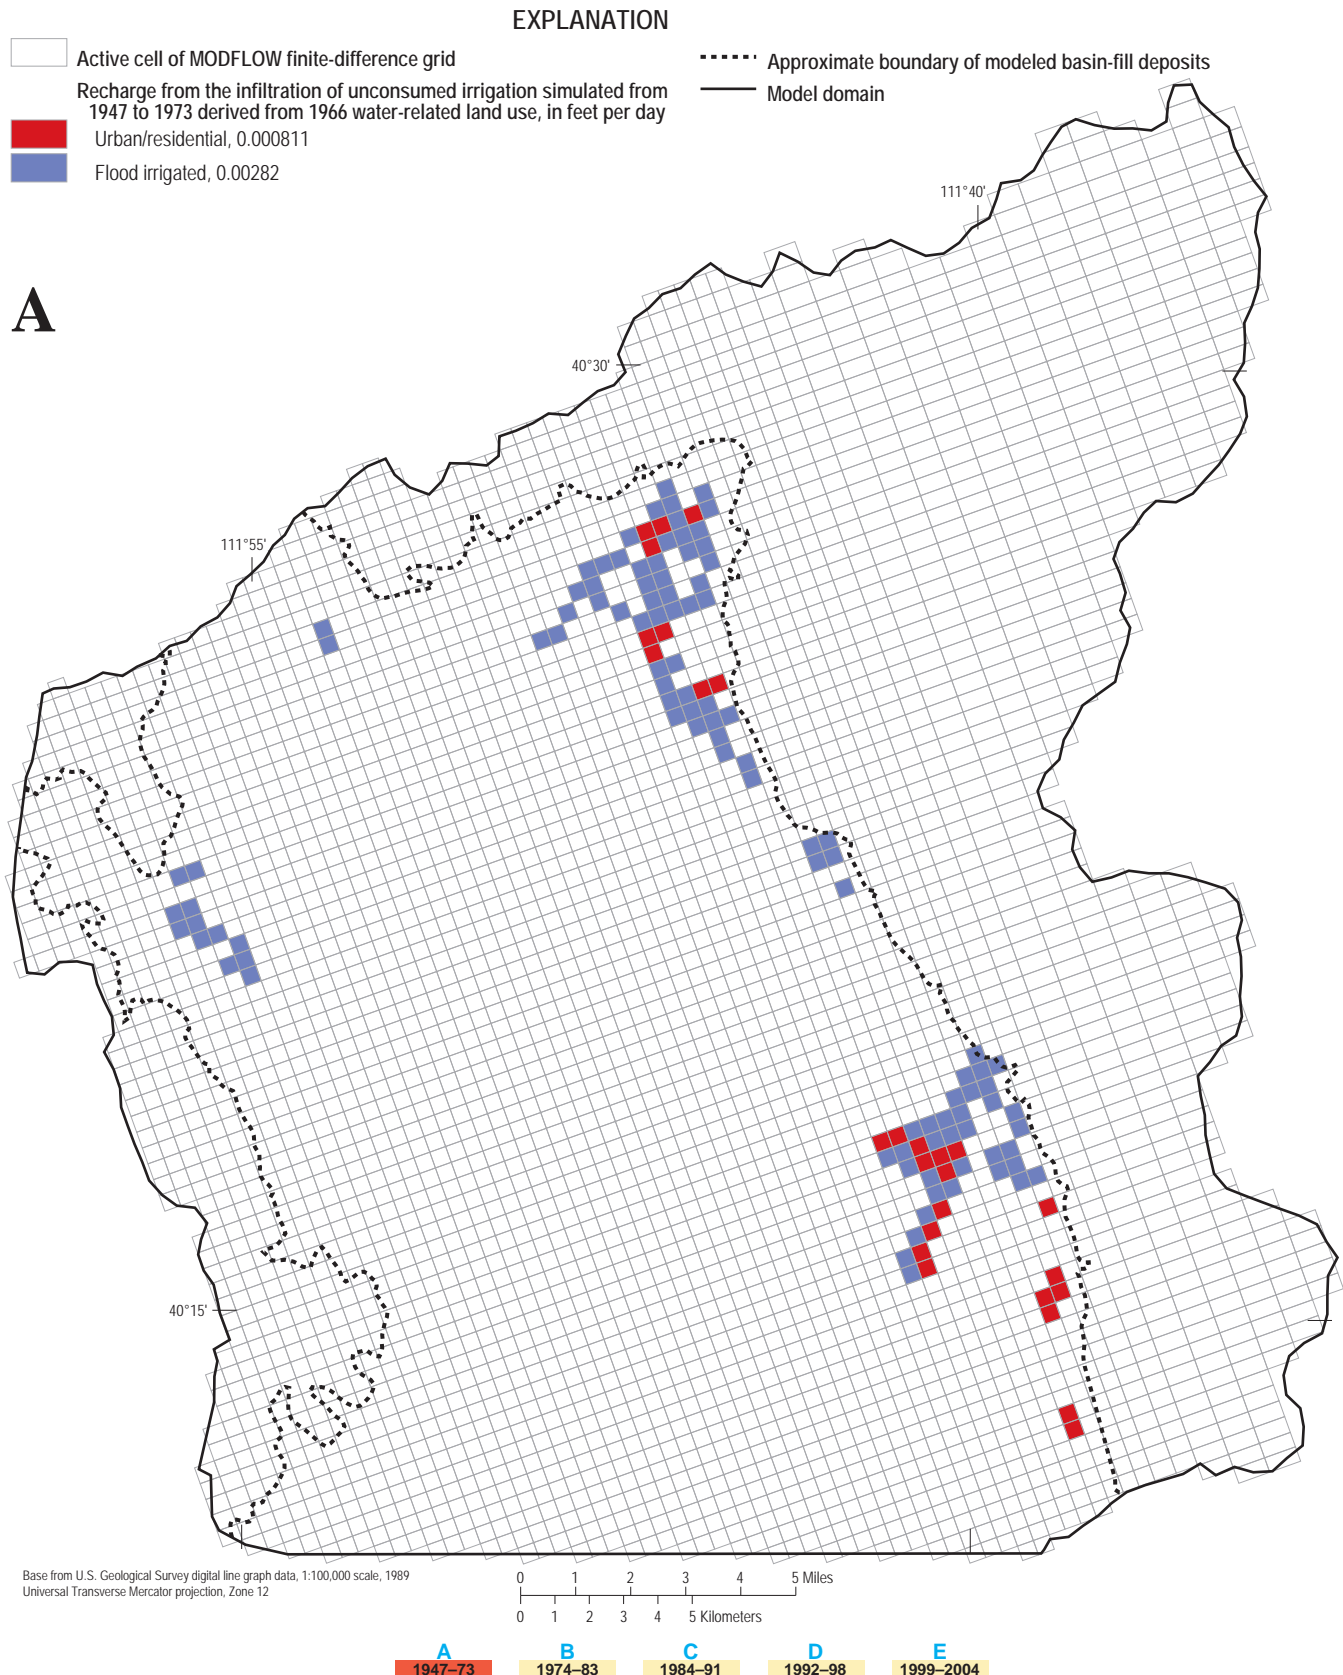 EXPLANATION
Active cell of MODFLOW finite-difference grid
Recharge from the infiltration of unconsumed irrigation simulated from
1947 to 1973 derived from 1966 water-related land use, in feet per day
Urban/residential, 0.000811
Flood irrigated, 0.00282
Approximate boundary of modeled basin-fill deposits
Model domain
111°40'
A
40°30'
111°55'
40°15'
Base from U.S. Geological Survey digital line graph data, 1:100,000 scale, 1989
Universal Transverse Mercator projection, Zone 12
0 1 2 3 4 5 Miles
0 1 2 3 4 5 Kilometers
A B C D E
1947–73 1974–83 1984–91 1992–98 1999–2004